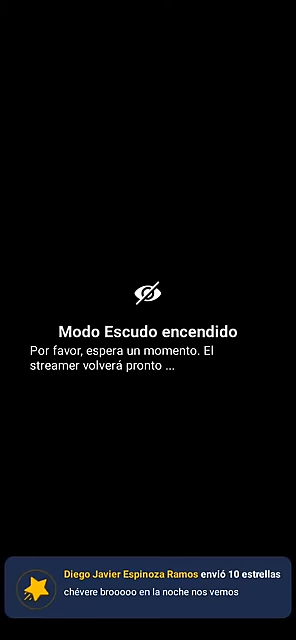 Modo Escudo encendido
Por favor, espera un momento. El
streamer volverá pronto ...
Diego Javier Espinoza Ramos envió 10 estrellas
chévere brooooo en la noche nos vemos